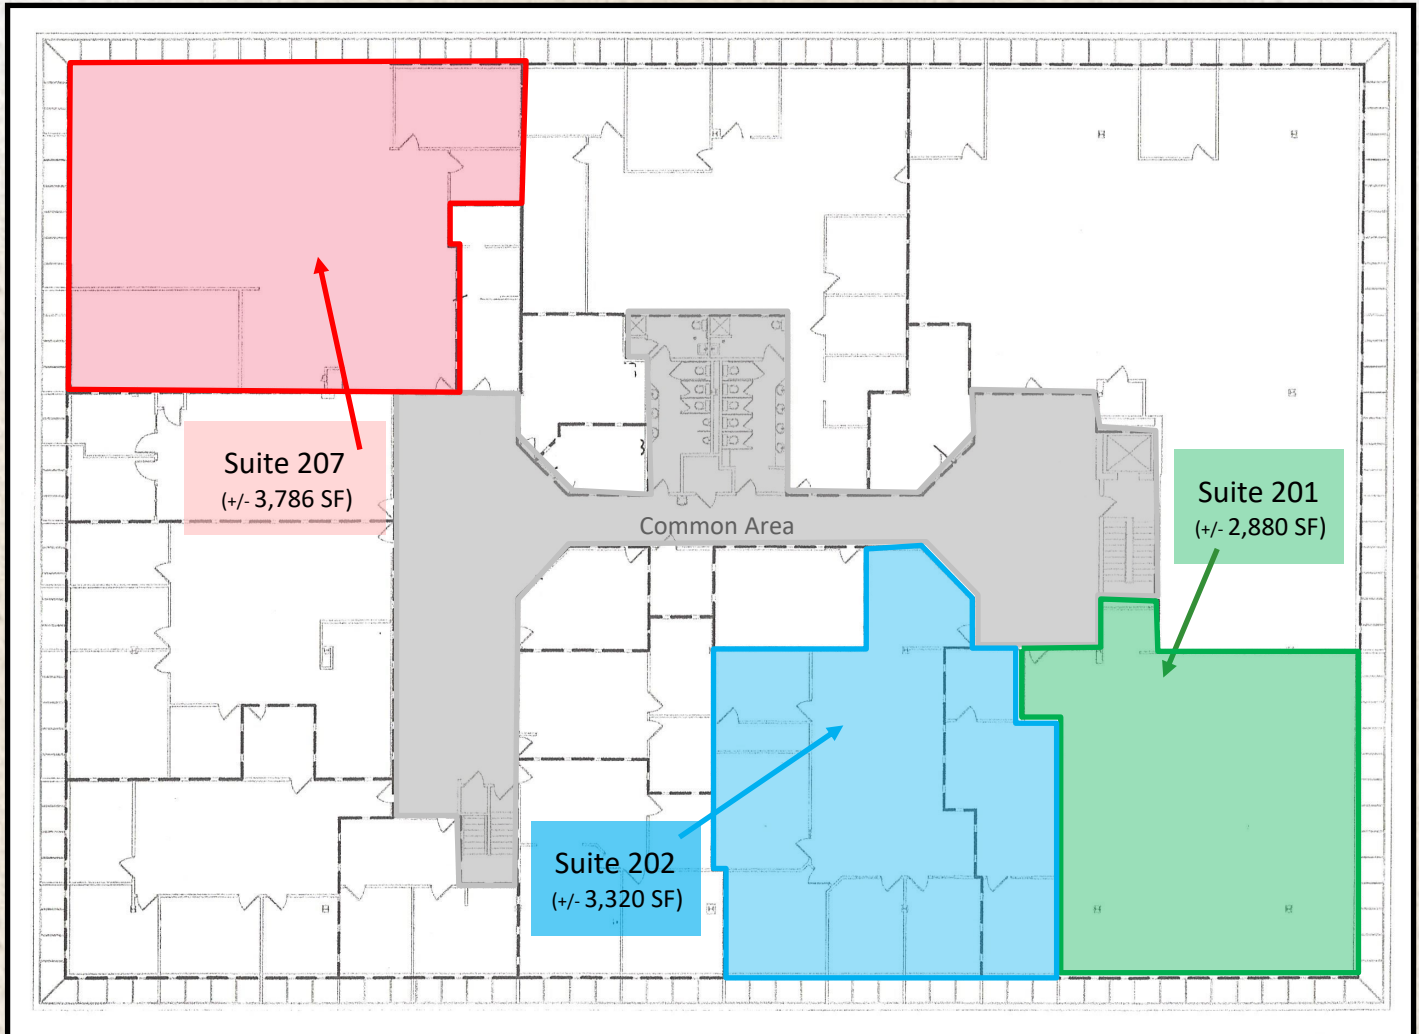 Suite 207
(+/- 3,786 SF)
Suite 201
(+/- 2,880 SF)
Common Area
Suite 202
(+/- 3,320 SF)